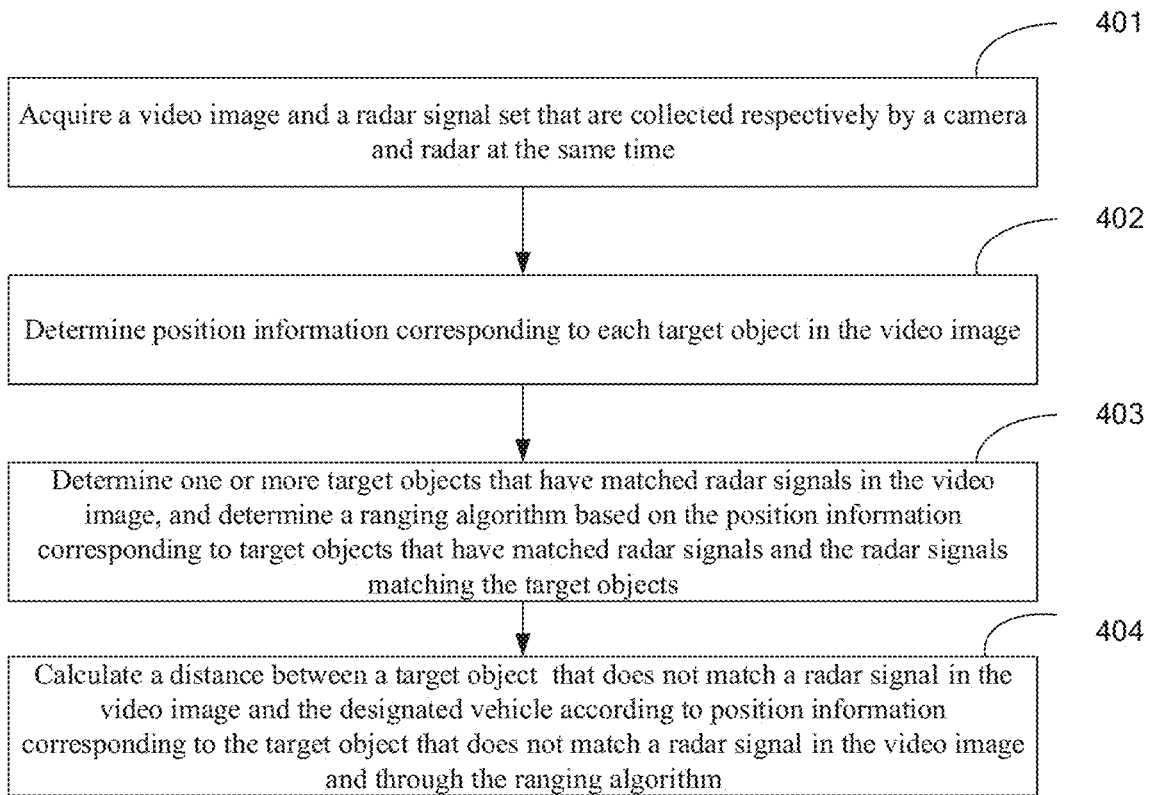 401
Acquire a video image and a radar signal set that are collected respectively by a camera
and radar at the same time
402
Determine position information corresponding to each target object in the video image
403
Determine one or more target objects that have matched radar signals in the video
image, and determine a ranging algorithm based on the position information
corresponding to target objects that have matched radar signals and the radar signals
matching the target objects
404
Calculate a distance between a target object that does not match a radar signal in the
video image and the designated vehicle according to position information
corresponding to the target object that does not match a radar signal in the video image
and through the ranging algorithm